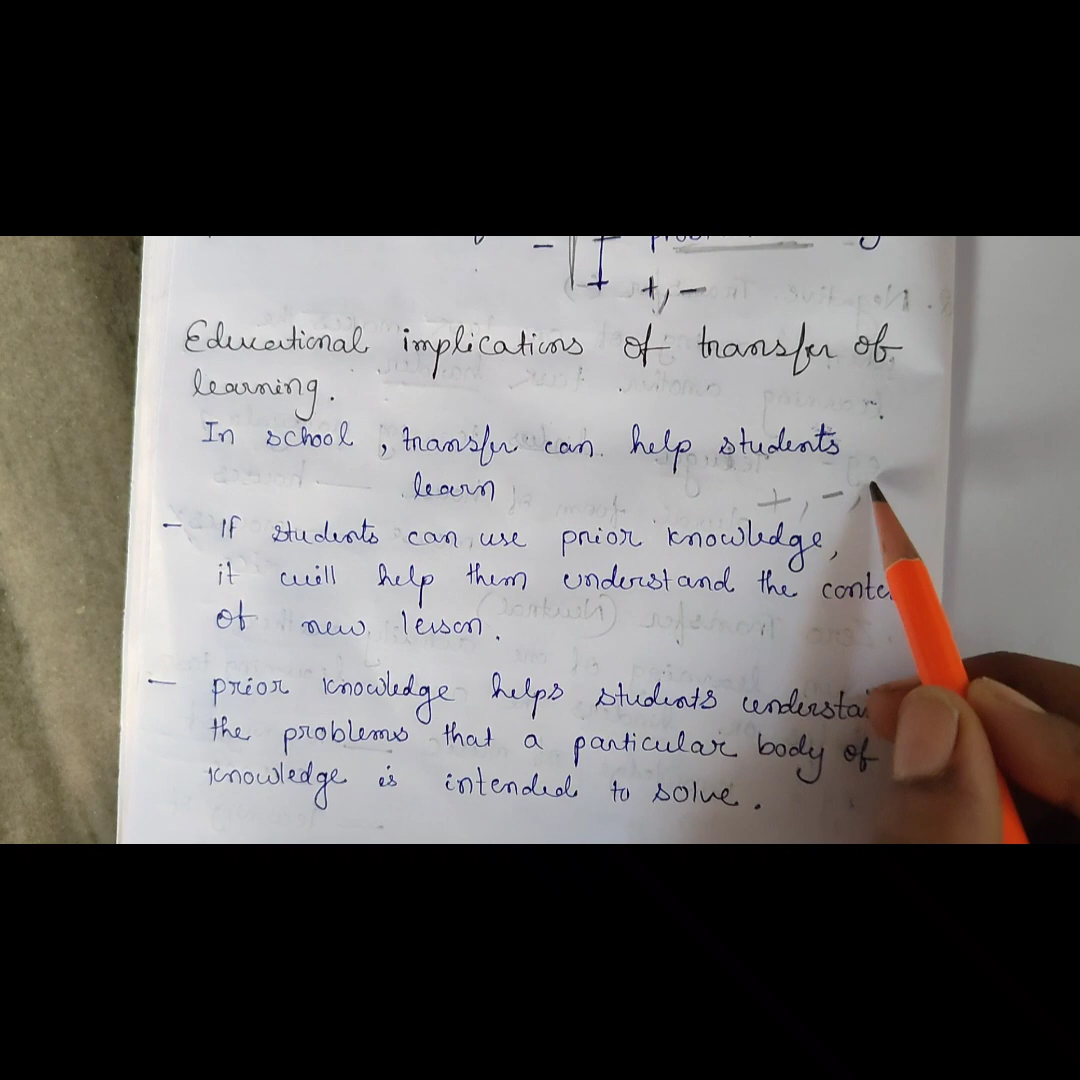 +, -
Educational implications of transfer of
learning.
In school, transfer can help students
learn
+, -,
- If students can use prior knowledge,
it will help them understand the
of new lesson.
- prior knowledge helps students
the problems that a particular body of
knowledge is intended to solve.